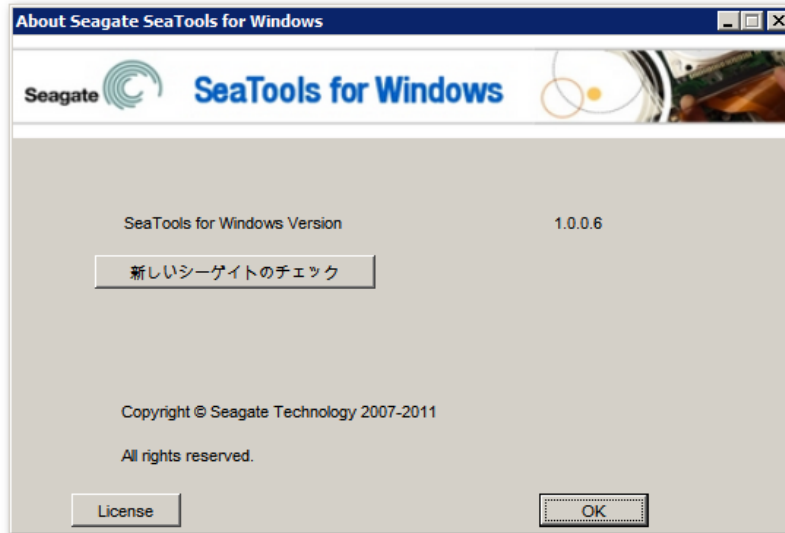 About Seagate SeaTools for Windows
Seagate SeaTools for Windows
SeaTools for Windows Version 1.0.0.6
新しいシーゲイトのチェック
Copyright © Seagate Technology 2007-2011
All rights reserved.
License OK